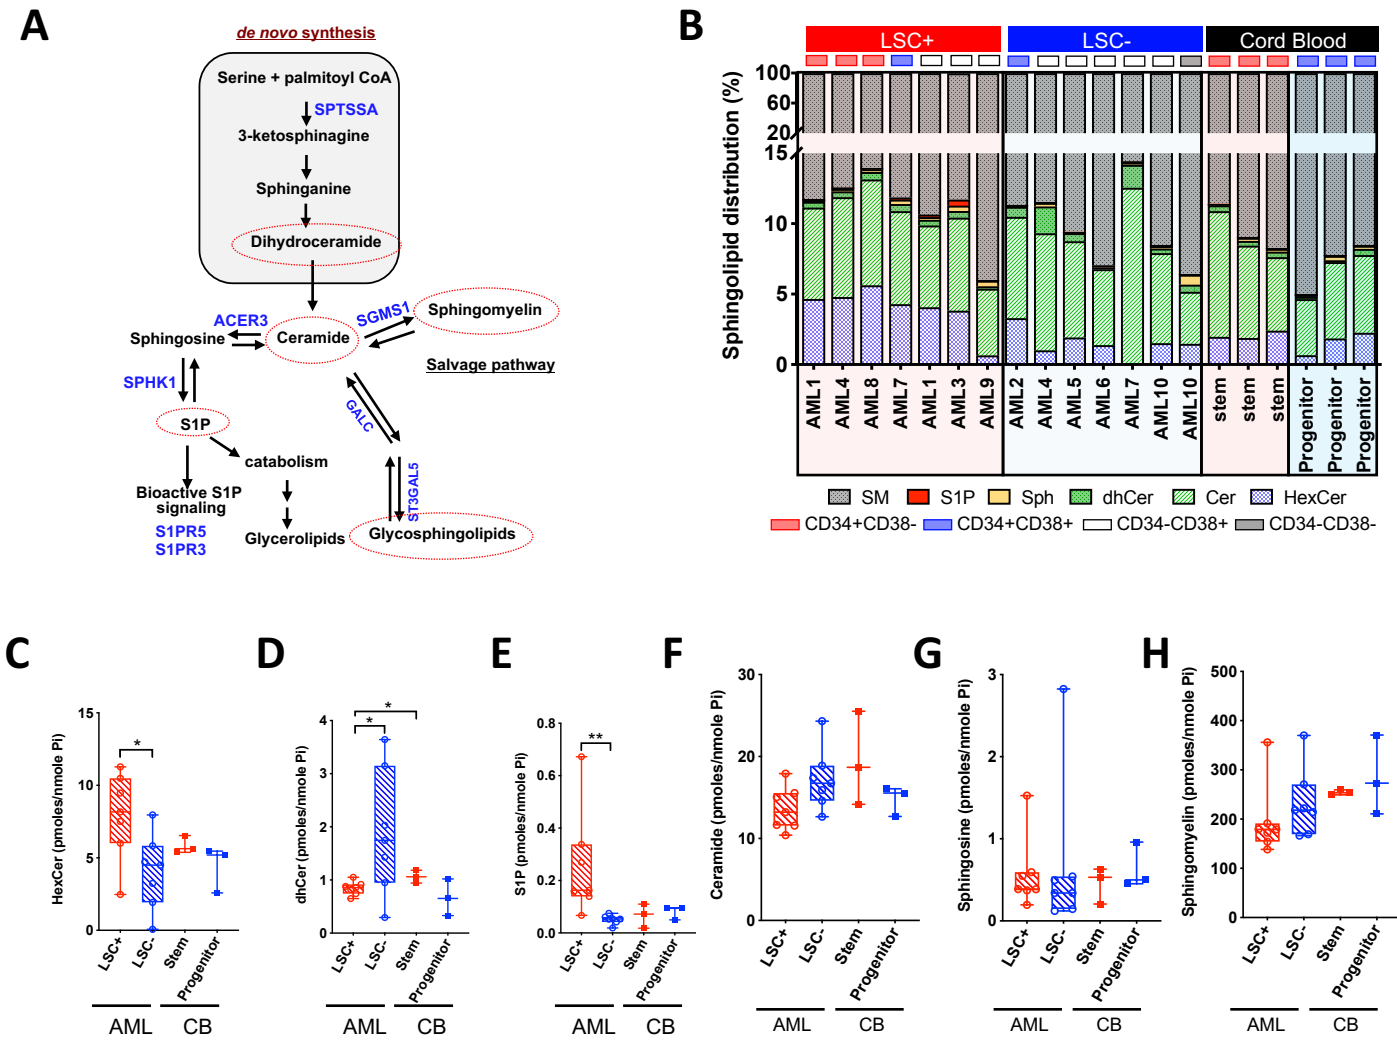 A
de novo synthesis
Serine + palmitoyl CoA
SPTSSA
3-ketosphinagine
Sphinganine
Dihydroceramide
ACER3
SGMS1
Sphingomyelin
Sphingosine
Ceramide
Salvage pathway
SPHK1
GALC
S1P
catabolism
ST3GAL5
Bioactive S1P
signaling
S1PR5
S1PR3
Glycerolipids
Glycosphingolipids
B
LSC+
LSC-
Cord Blood
Sphingolipid distribution (%)
100
60
20
15
10
5
0
AML1
AML4
AML8
AML7
AML1
AML3
AML9
AML2
AML4
AML5
AML6
AML7
AML10
AML10
stem
stem
stem
Progenitor
Progenitor
Progenitor
SM
S1P
Sph
dhCer
Cer
HexCer
CD34+CD38-
CD34+CD38+
CD34-CD38+
CD34-CD38-
C
HexCer (pmoles/nmole Pi)
15
10
5
0
*
LSC+
LSC-
Stem
Progenitor
AML
CB
D
dhCer (pmoles/nmole Pi)
4
3
2
1
0
*
*
LSC+
LSC-
Stem
Progenitor
AML
CB
E
S1P (pmoles/nmole Pi)
0.8
0.6
0.4
0.2
0.0
**
LSC+
LSC-
Stem
Progenitor
AML
CB
F
Ceramide (pmoles/nmole Pi)
30
20
10
0
LSC+
LSC-
Stem
Progenitor
AML
CB
G
Sphingosine (pmoles/nmole Pi)
3
2
1
0
LSC+
LSC-
Stem
Progenitor
AML
CB
H
Sphingomyelin (pmoles/nmole Pi)
500
400
300
200
100
0
LSC+
LSC-
Stem
Progenitor
AML
CB